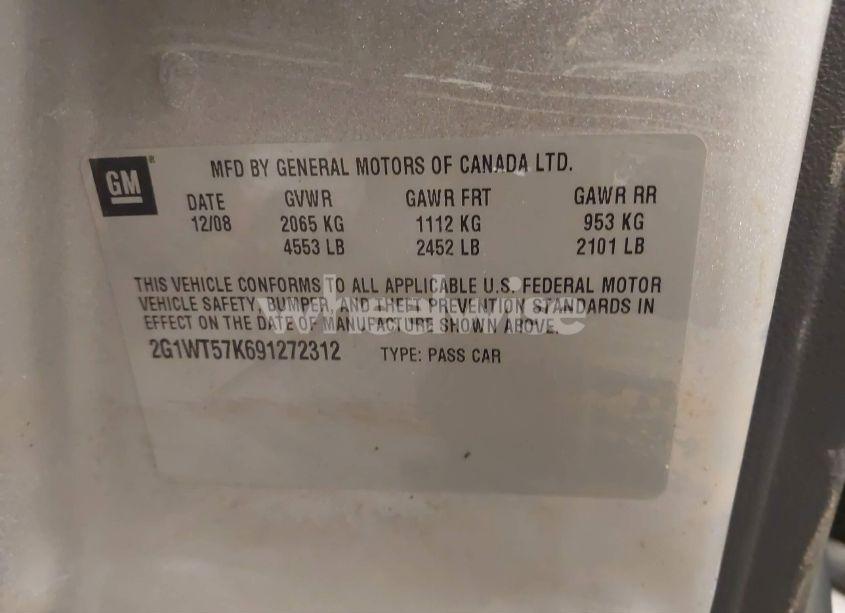 GM
MFD BY GENERAL MOTORS OF CANADA LTD.
DATE GVWR GAWR FRT GAWR RR
12/08 2065 KG 1112 KG 953 KG
4553 LB 2452 LB 2101 LB
THIS VEHICLE CONFORMS TO ALL APPLICABLE U.S. FEDERAL MOTOR
VEHICLE SAFETY, BUMPER, AND THEFT PREVENTION STANDARDS IN
EFFECT ON THE DATE OF MANUFACTURE SHOWN ABOVE.
2G1WT57K691272312 TYPE: PASS CAR